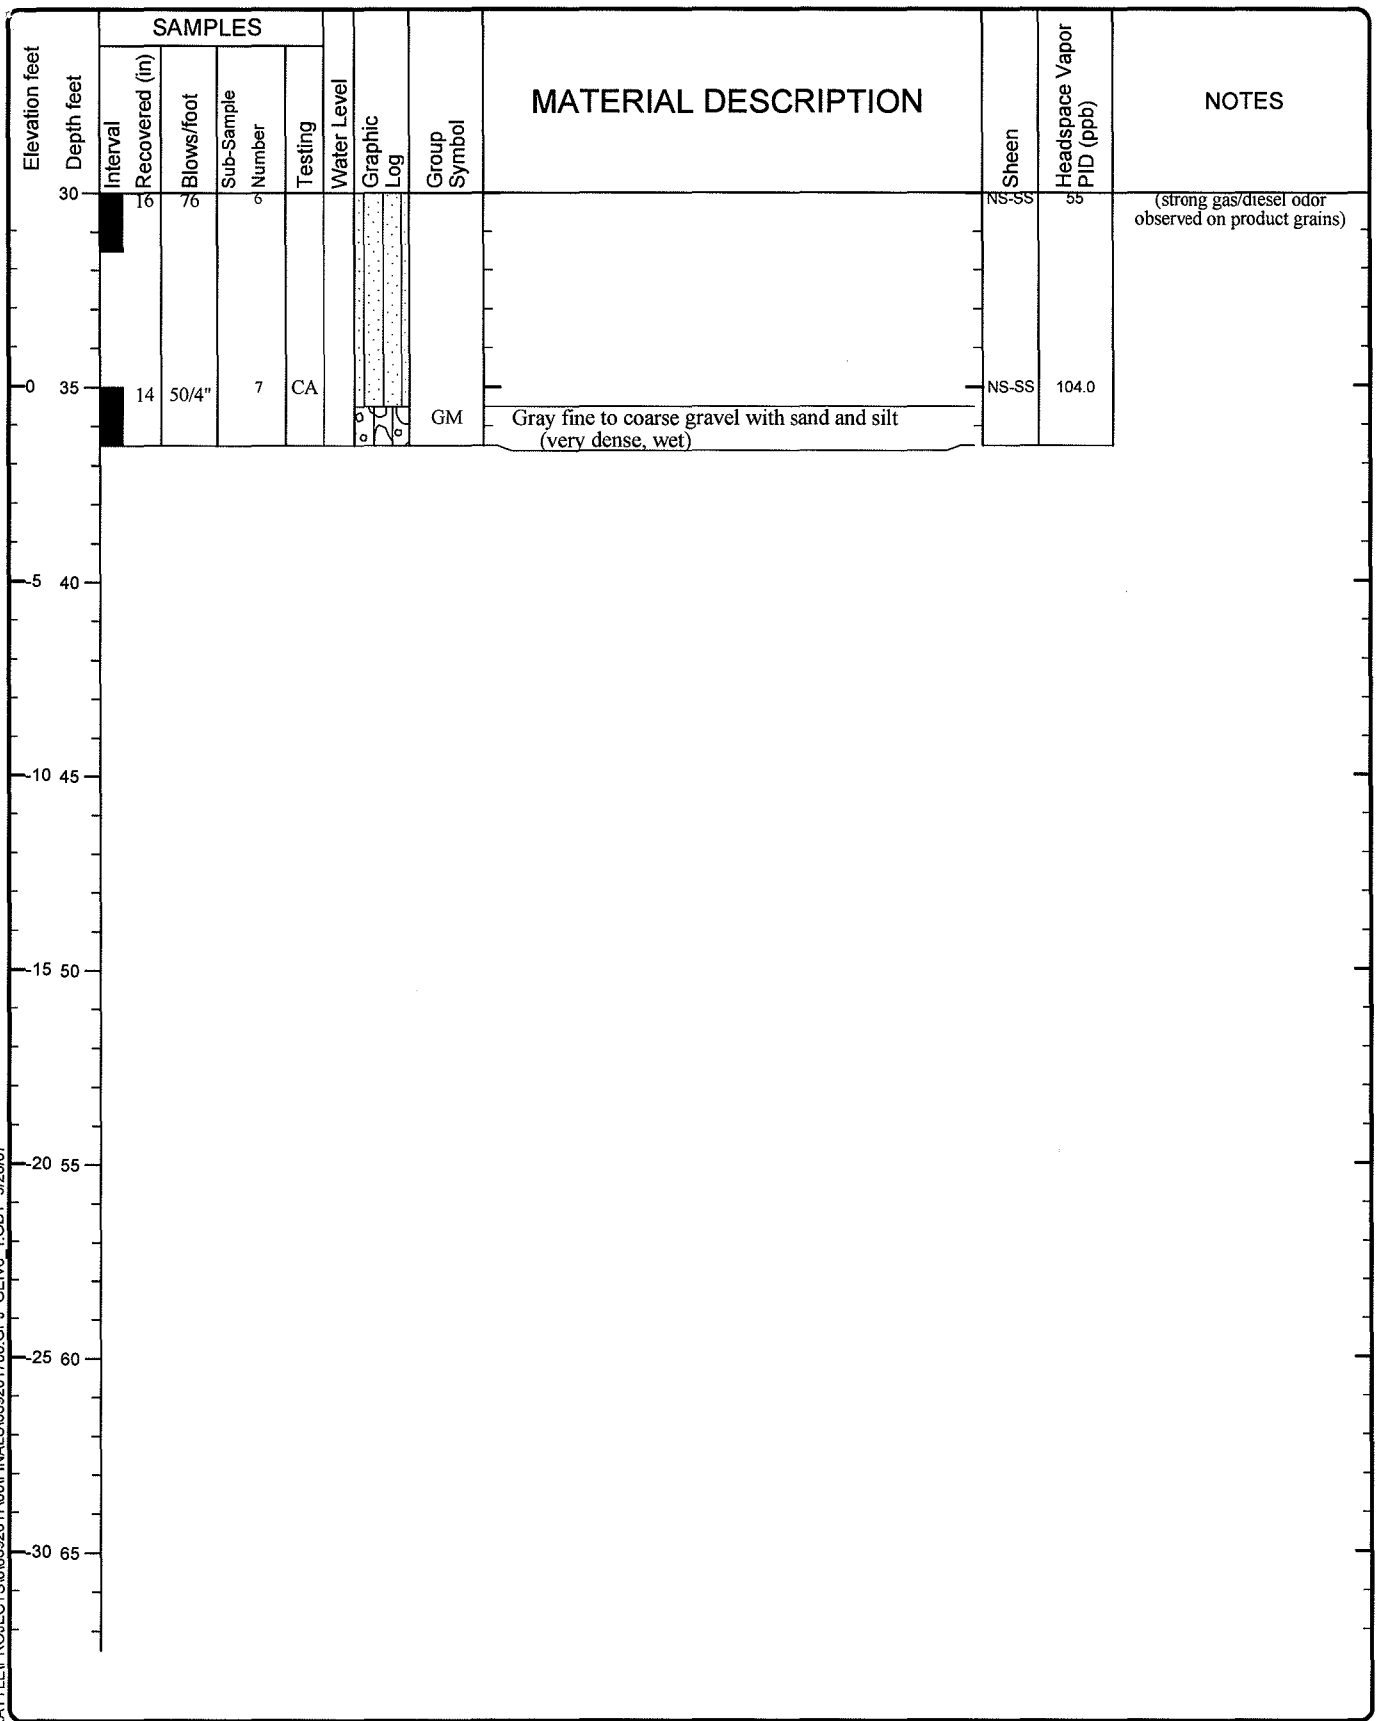 SAMPLES
Elevation feet
Depth feet
Interval
Recovered (in)
Blows/foot
Sub-Sample
Number
Testing
Water Level
Graphic
Log
Group
Symbol
MATERIAL DESCRIPTION
Sheen
Headspace Vapor
PID (ppb)
NOTES
30 16 76 6 NS-SS 55 (strong gas/diesel odor
observed on product grains)
0 35 14 50/4" 7 CA NS-SS 104.0
GM Gray fine to coarse gravel with sand and silt
(very dense, wet)
-5 40
-10 45
-15 50
-20 55
-25 60
-30 65